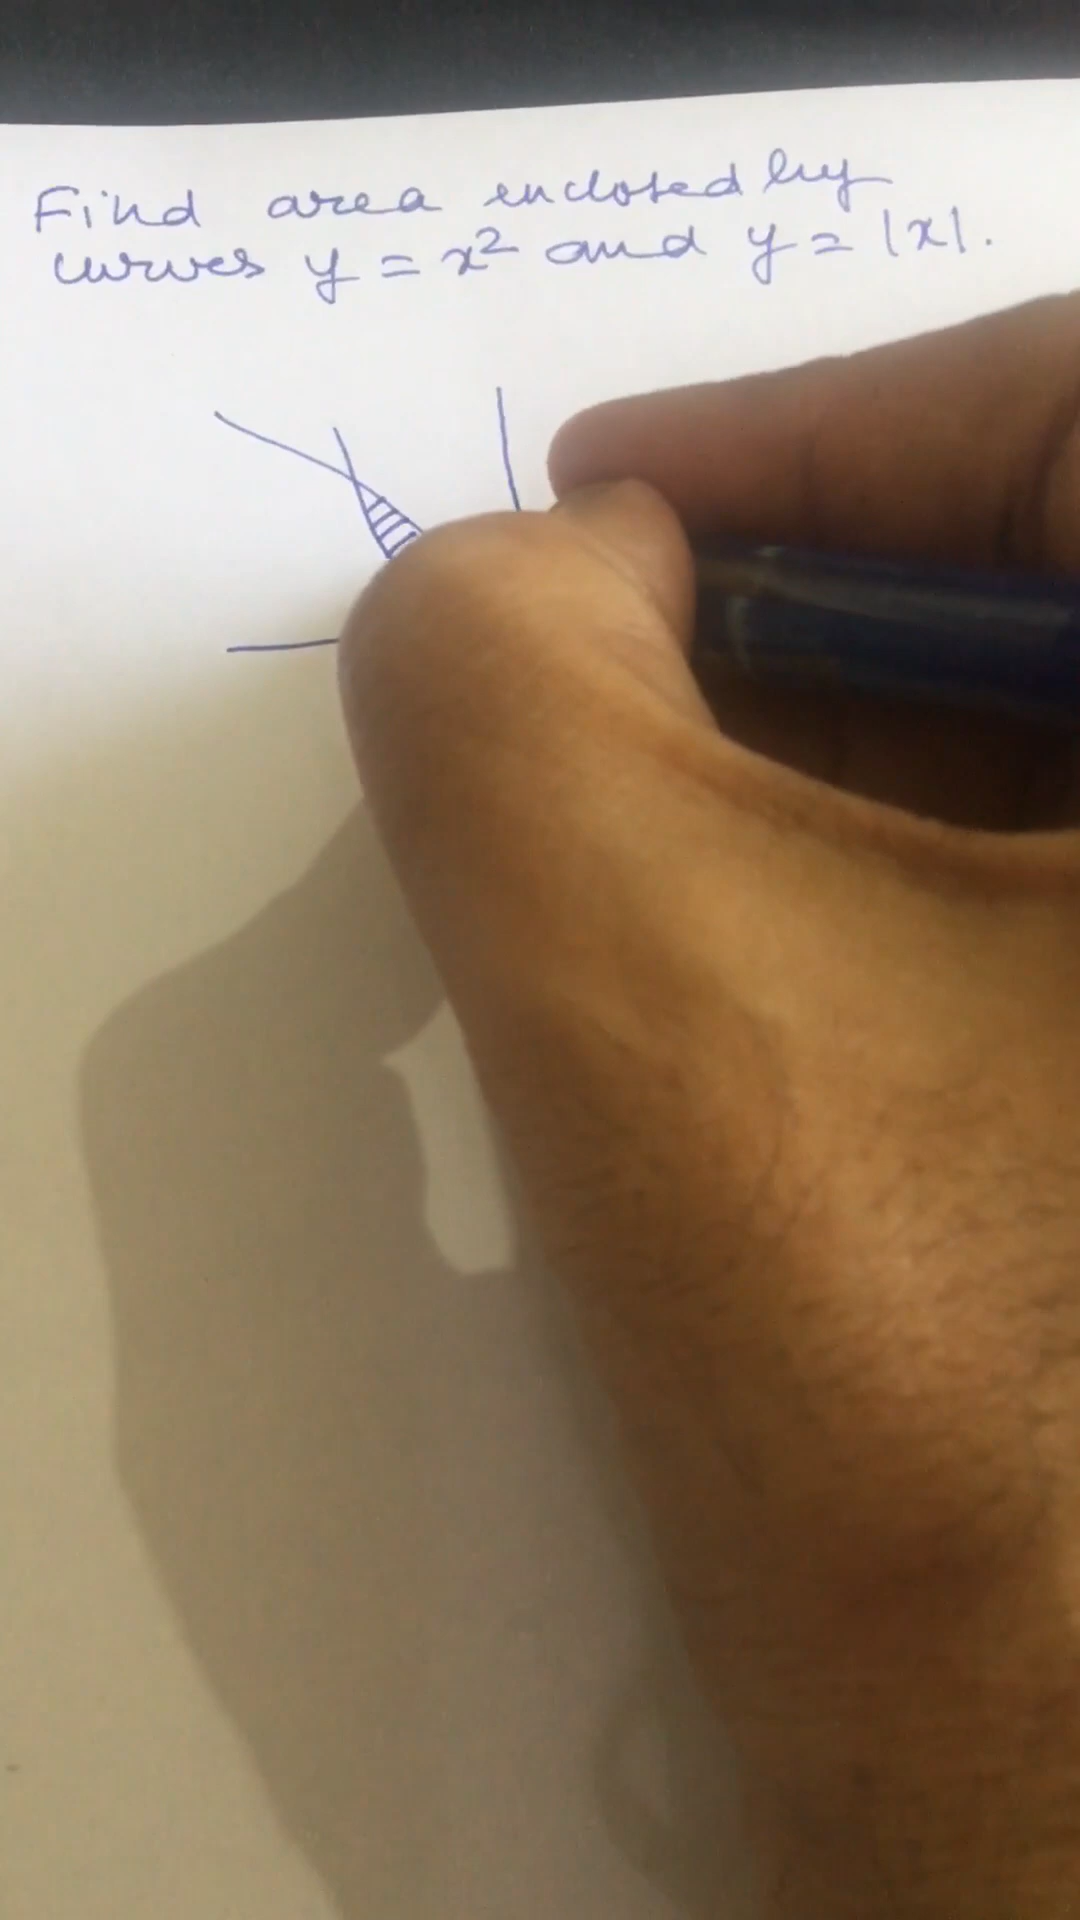 Find area enclosed by
curves y = x² and y = |x|.